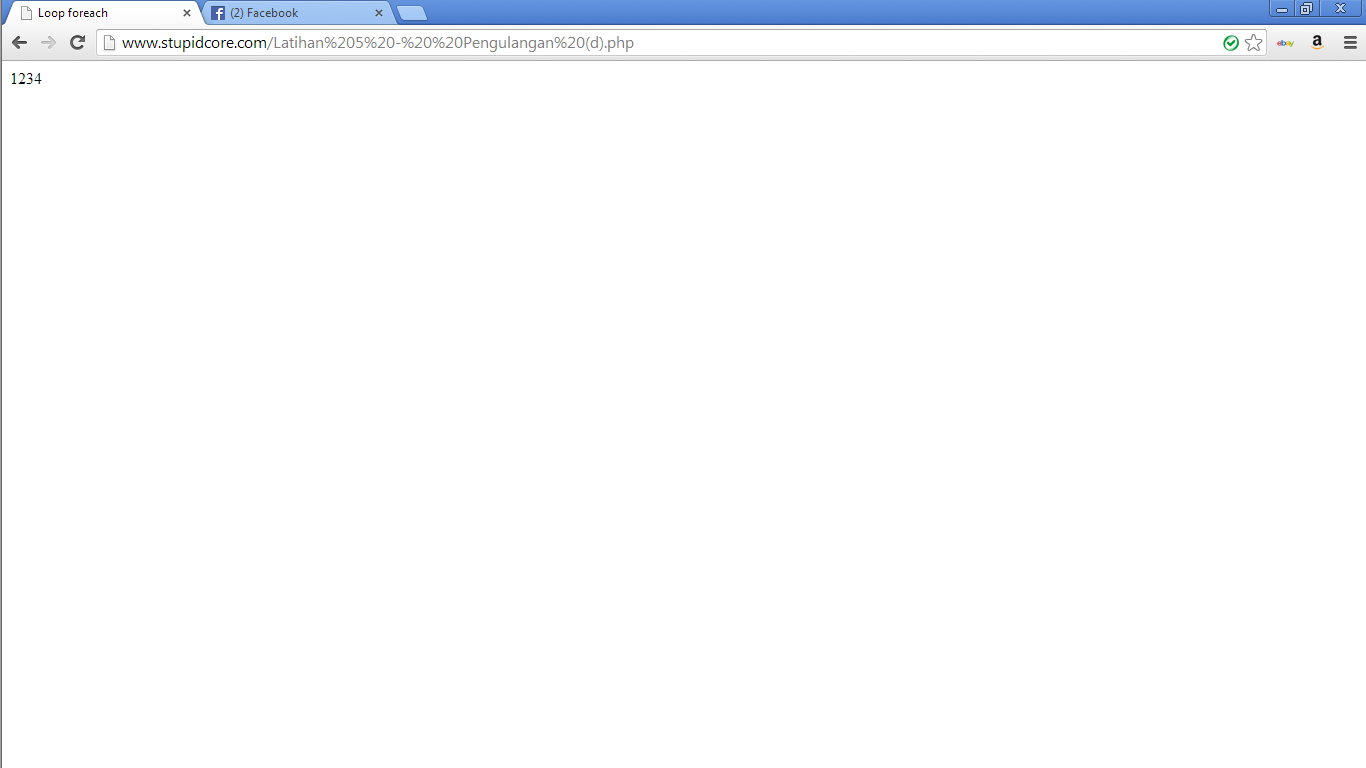 Loop foreach
(2) Facebook
www.stupidcore.com/Latihan%205%20-%20%20Pengulangan%20(d).php
ebay
a
1234